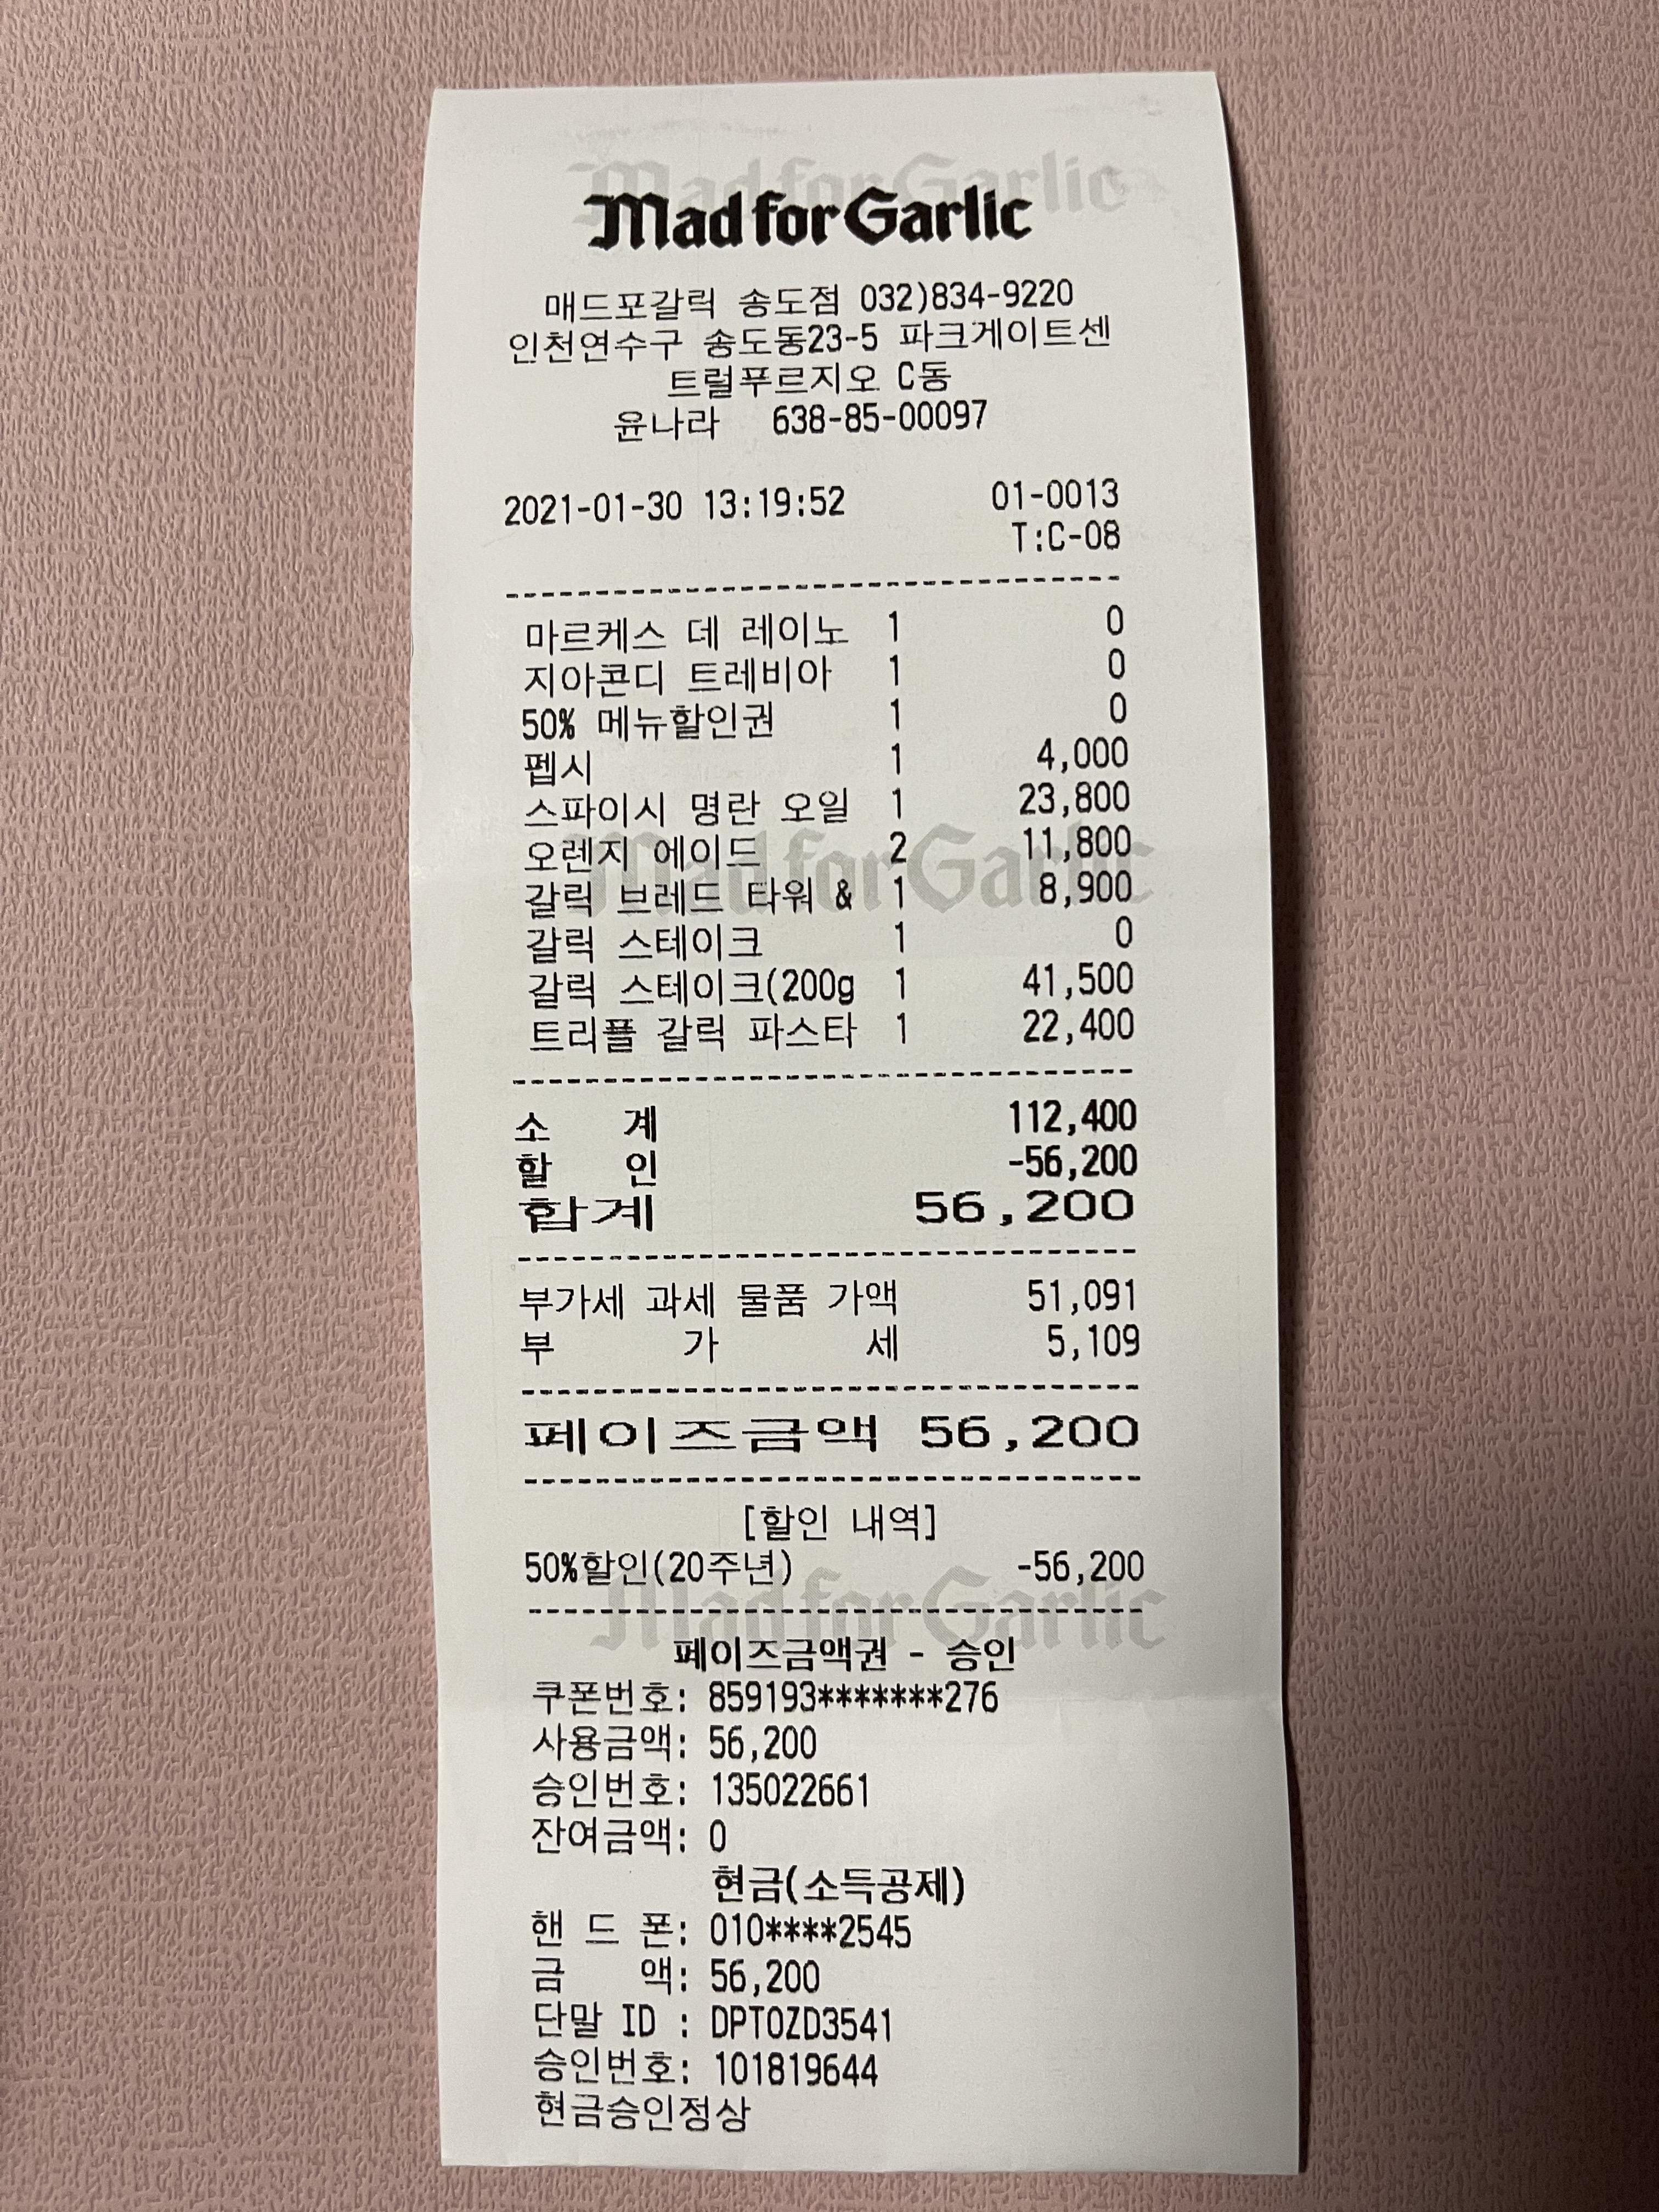 Mad for Garlic
매드포갈릭 송도점 032)834-9220
인천연수구 송도동23-5 파크게이트센
트럴푸르지오 C동
윤나라 638-85-00097
2021-01-30 13:19:52 01-0013
T:C-08
마르케스 데 레이노 1 0
지아콘디 트레비아 1 0
50% 메뉴할인권 1 0
펩시 1 4,000
스파이시 명란 오일 1 23,800
오렌지 에이드 2 11,800
갈릭 브레드 타워 & 1 8,900
갈릭 스테이크 1 0
갈릭 스테이크(200g 1 41,500
트리플 갈릭 파스타 1 22,400
소 계 112,400
할 인 -56,200
합계 56,200
부가세 과세 물품 가액 51,091
부 가 세 5,109
페이즈금액 56,200
[할인 내역]
50%할인(20주년) -56,200
페이즈금액권 - 승인
쿠폰번호: 859193*******276
사용금액: 56,200
승인번호: 135022661
잔여금액: 0
현금(소득공제)
핸 드 폰: 010****2545
금 액: 56,200
단말 ID : DPT0ZD3541
승인번호: 101819644
현금승인정상